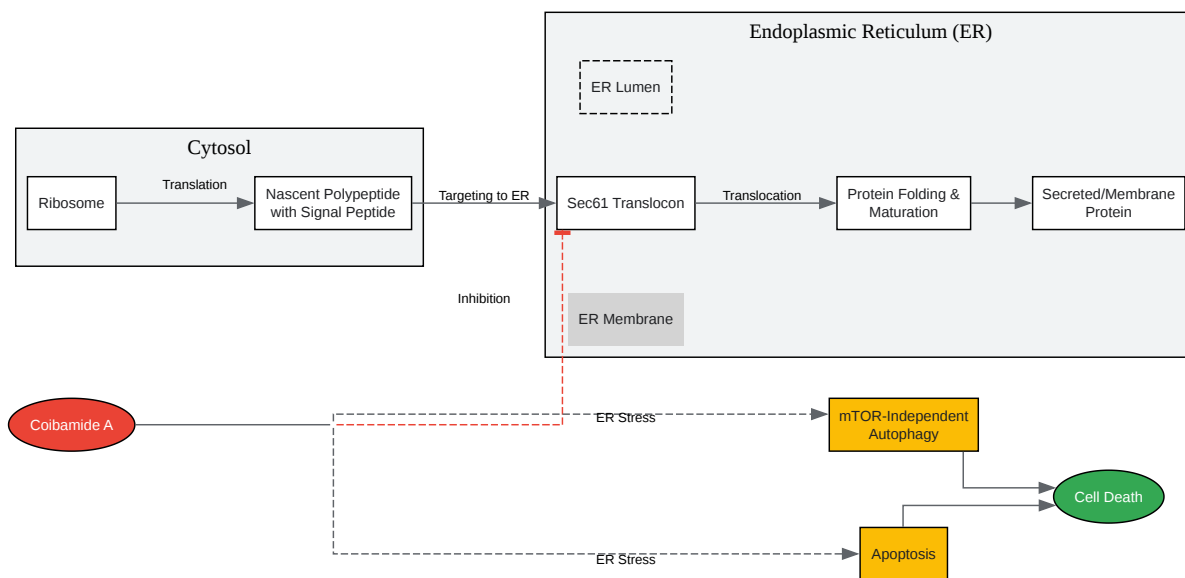 Endoplasmic Reticulum (ER)
ER Lumen
Cytosol
Ribosome
Translation
Nascent Polypeptide
with Signal Peptide
Targeting to ER
Sec61 Translocon
Translocation
Protein Folding &
Maturation
Secreted/Membrane
Protein
Inhibition
ER Membrane
Coibamide A
ER Stress
mTOR-Independent
Autophagy
Cell Death
ER Stress
Apoptosis